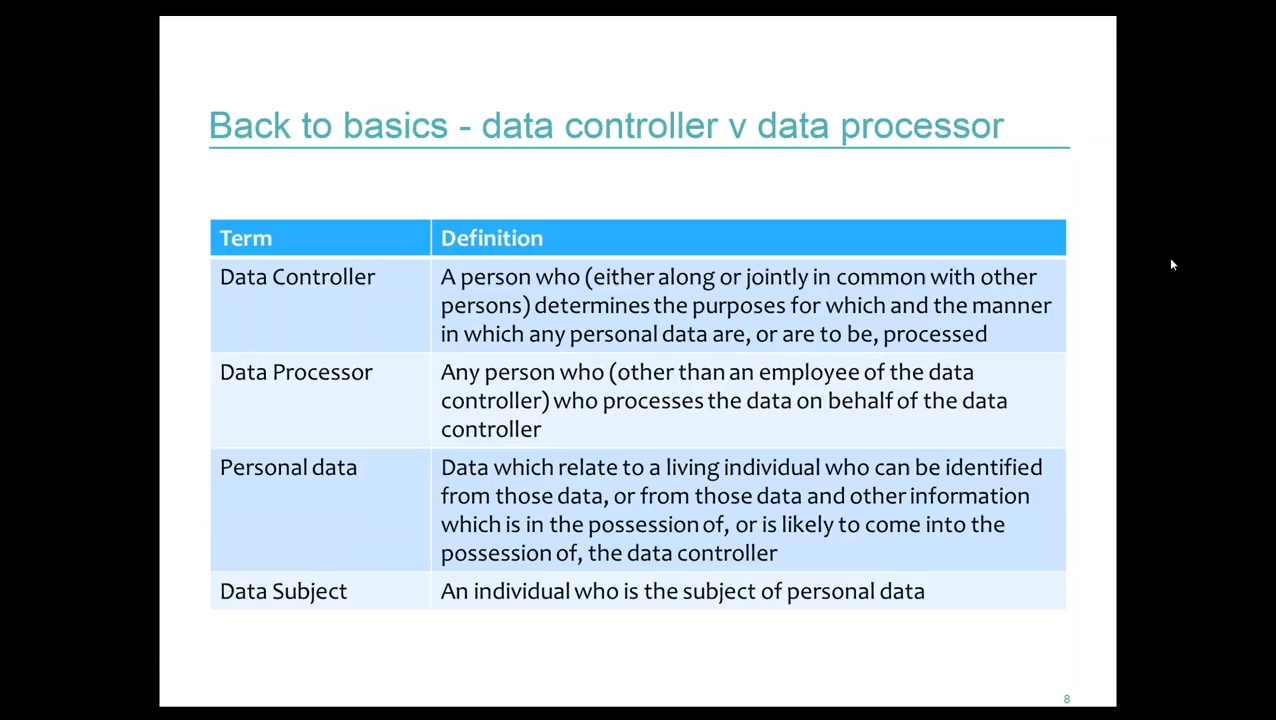 Back to basics - data controller v data processor
Term
Definition
Data Controller
A person who (either along or jointly in common with other
persons) determines the purposes for which and the manner
in which any personal data are, or are to be, processed
Data Processor
Any person who (other than an employee of the data
controller) who processes the data on behalf of the data
controller
Personal data
Data which relate to a living individual who can be identified
from those data, or from those data and other information
which is in the possession of, or is likely to come into the
possession of, the data controller
Data Subject
An individual who is the subject of personal data
8